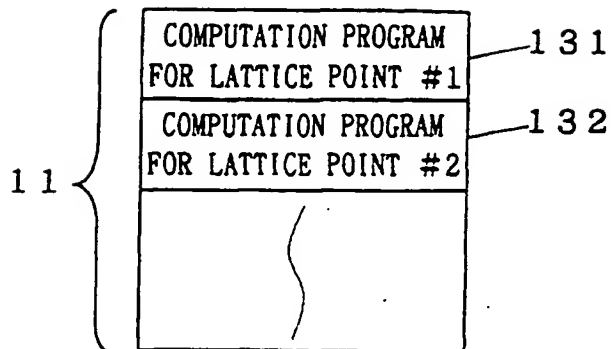 COMPUTATION PROGRAM
FOR LATTICE POINT #1
131
COMPUTATION PROGRAM
FOR LATTICE POINT #2
132
11